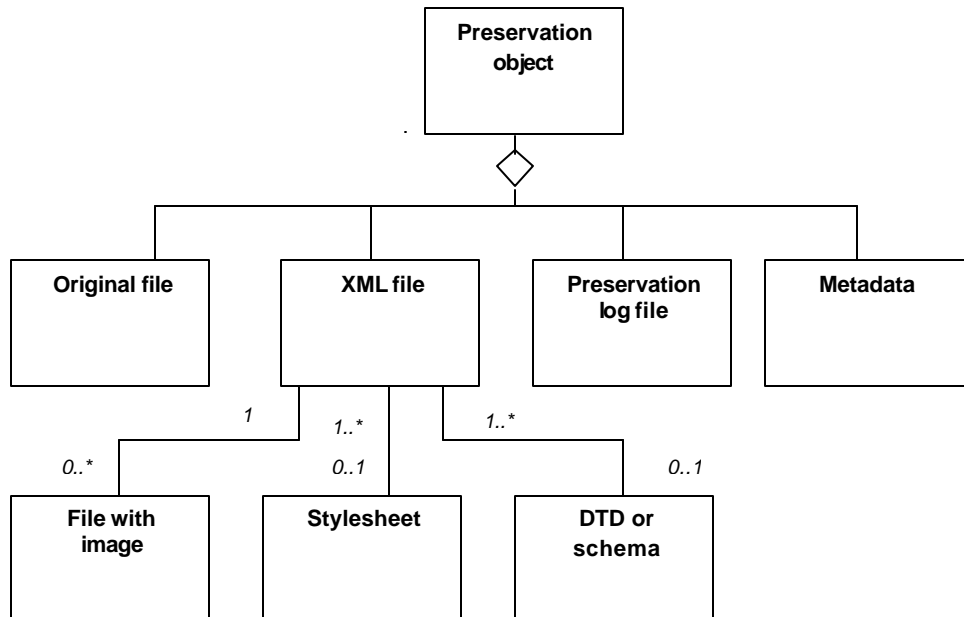 Preservation
object
Original file
XML file
Preservation
log file
Metadata
1
1..*
1..*
0..*
0..1
0..1
File with
image
Stylesheet
DTD or
schema